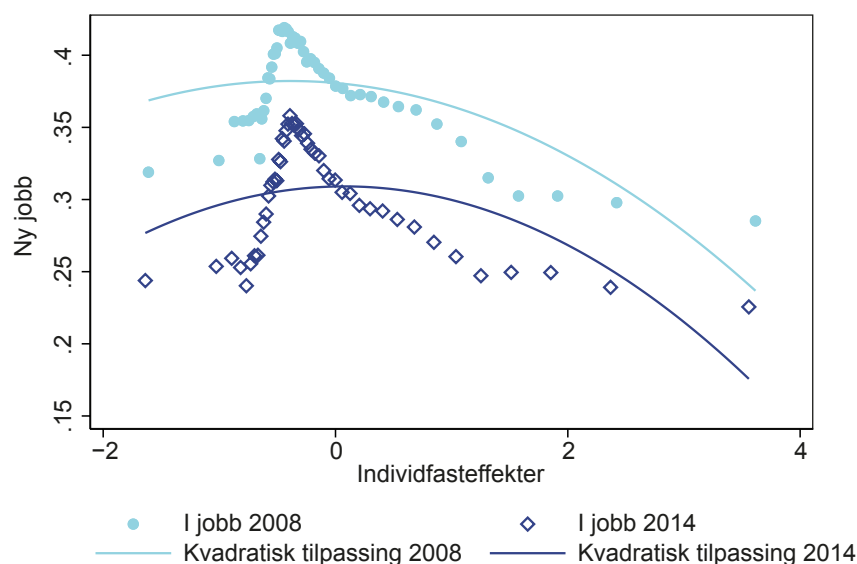 Ny jobb
.4
.35
.3
.25
.2
.15
−2
0
2
4
Individfasteffekter
I jobb 2008
I jobb 2014
Kvadratisk tilpassing 2008
Kvadratisk tilpassing 2014